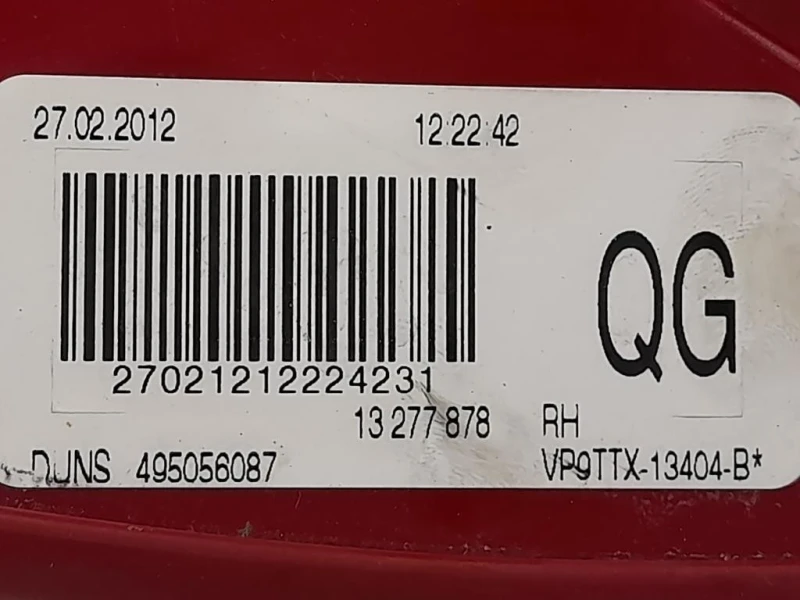 27.02.2012 12:22:42
QG
27021212224231
13 277 878 RH
DUNS 495056087 VP9TTX-13404-B*